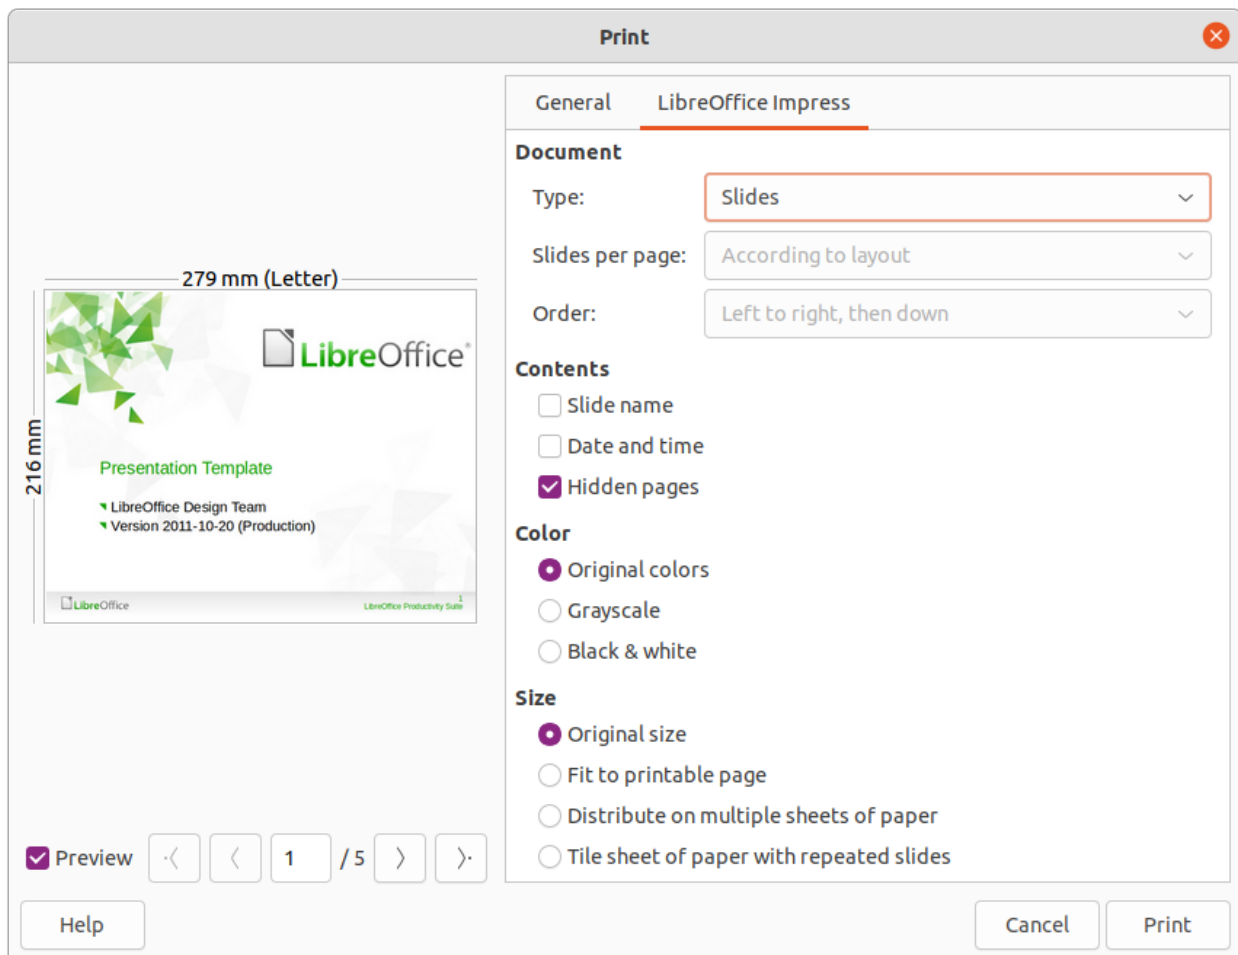 Print
General LibreOffice Impress
Document
Type: Slides
Slides per page: According to layout
Order: Left to right, then down
Contents
Slide name
Date and time
Hidden pages
Color
Original colors
Grayscale
Black & white
Size
Original size
Fit to printable page
Distribute on multiple sheets of paper
Tile sheet of paper with repeated slides
279 mm (Letter)
216 mm
LibreOffice®
Presentation Template
LibreOffice Design Team
Version 2011-10-20 (Production)
1
LibreOffice LibreOffice Productivity Suite
Preview 1 / 5
Help Cancel Print